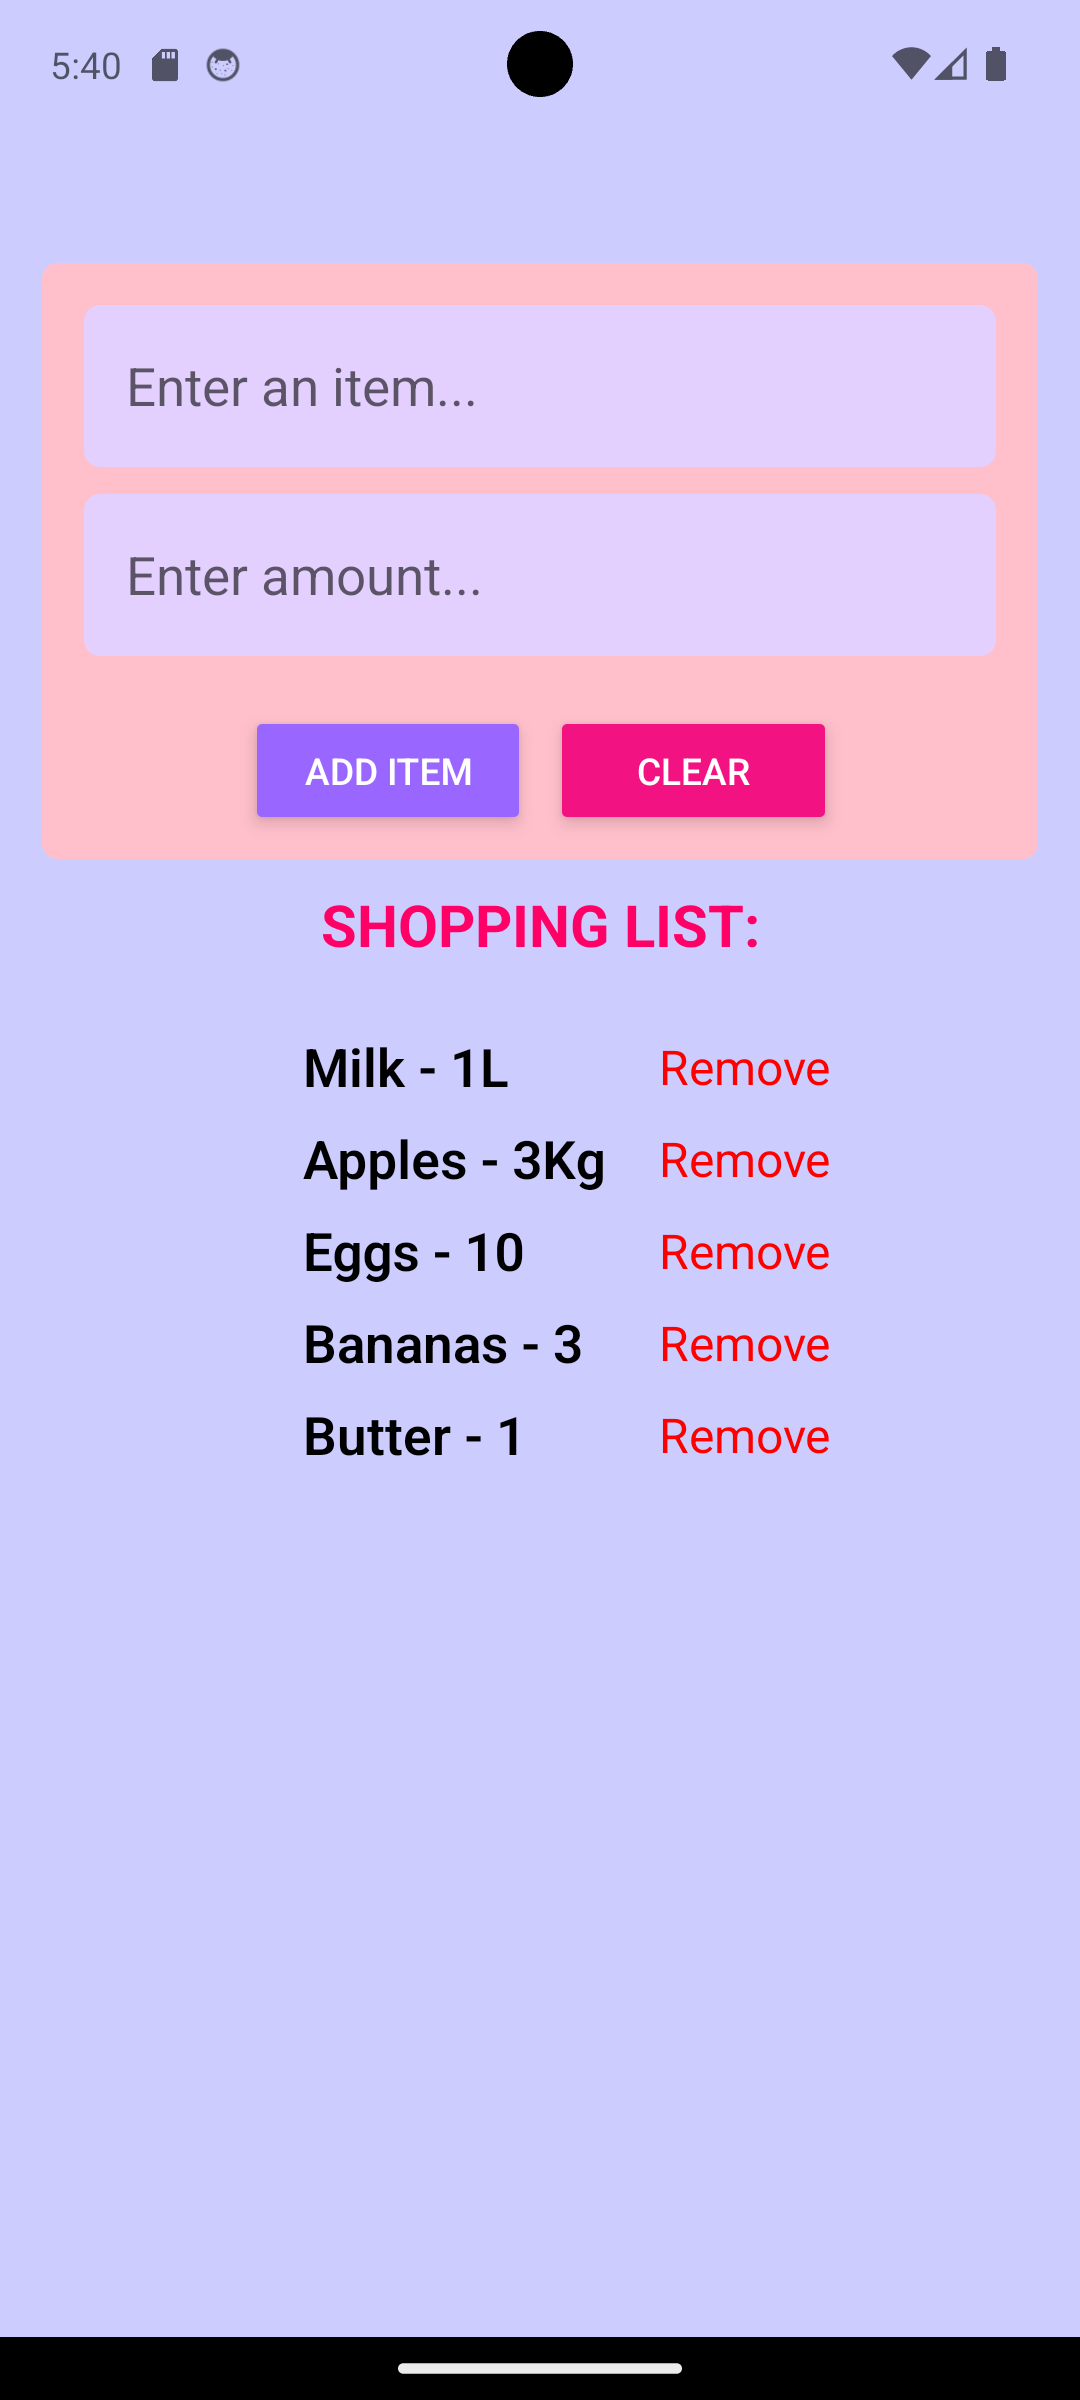 5:40
Enter an item...
Enter amount...
ADD ITEM CLEAR
SHOPPING LIST:
Milk - 1L Remove
Apples - 3Kg Remove
Eggs - 10 Remove
Bananas - 3 Remove
Butter - 1 Remove